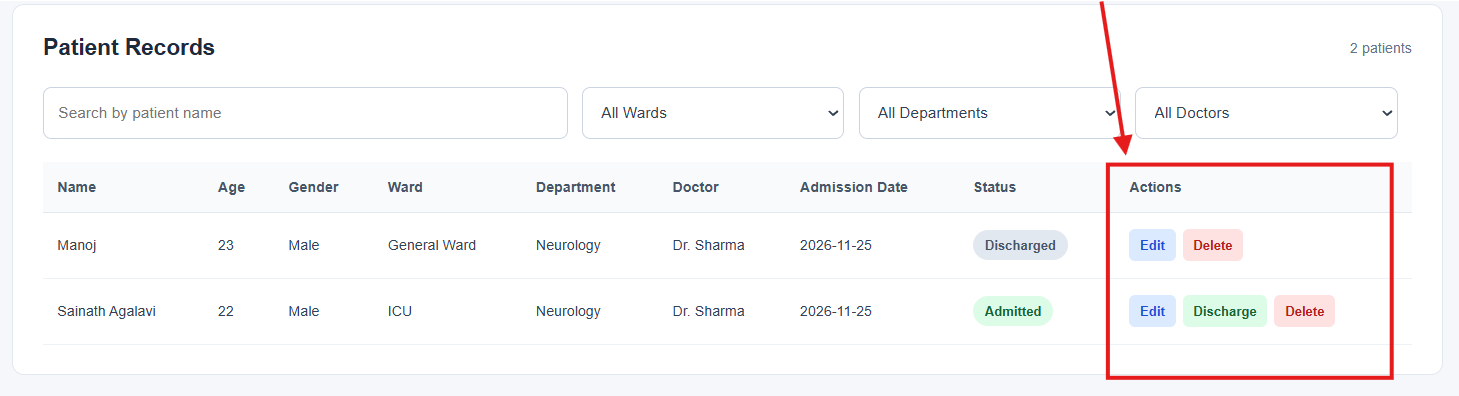 Patient Records
2 patients
Search by patient name All Wards All Departments All Doctors
Name Age Gender Ward Department Doctor Admission Date Status Actions
Manoj 23 Male General Ward Neurology Dr. Sharma 2026-11-25 Discharged Edit Delete
Sainath Agalavi 22 Male ICU Neurology Dr. Sharma 2026-11-25 Admitted Edit Discharge Delete